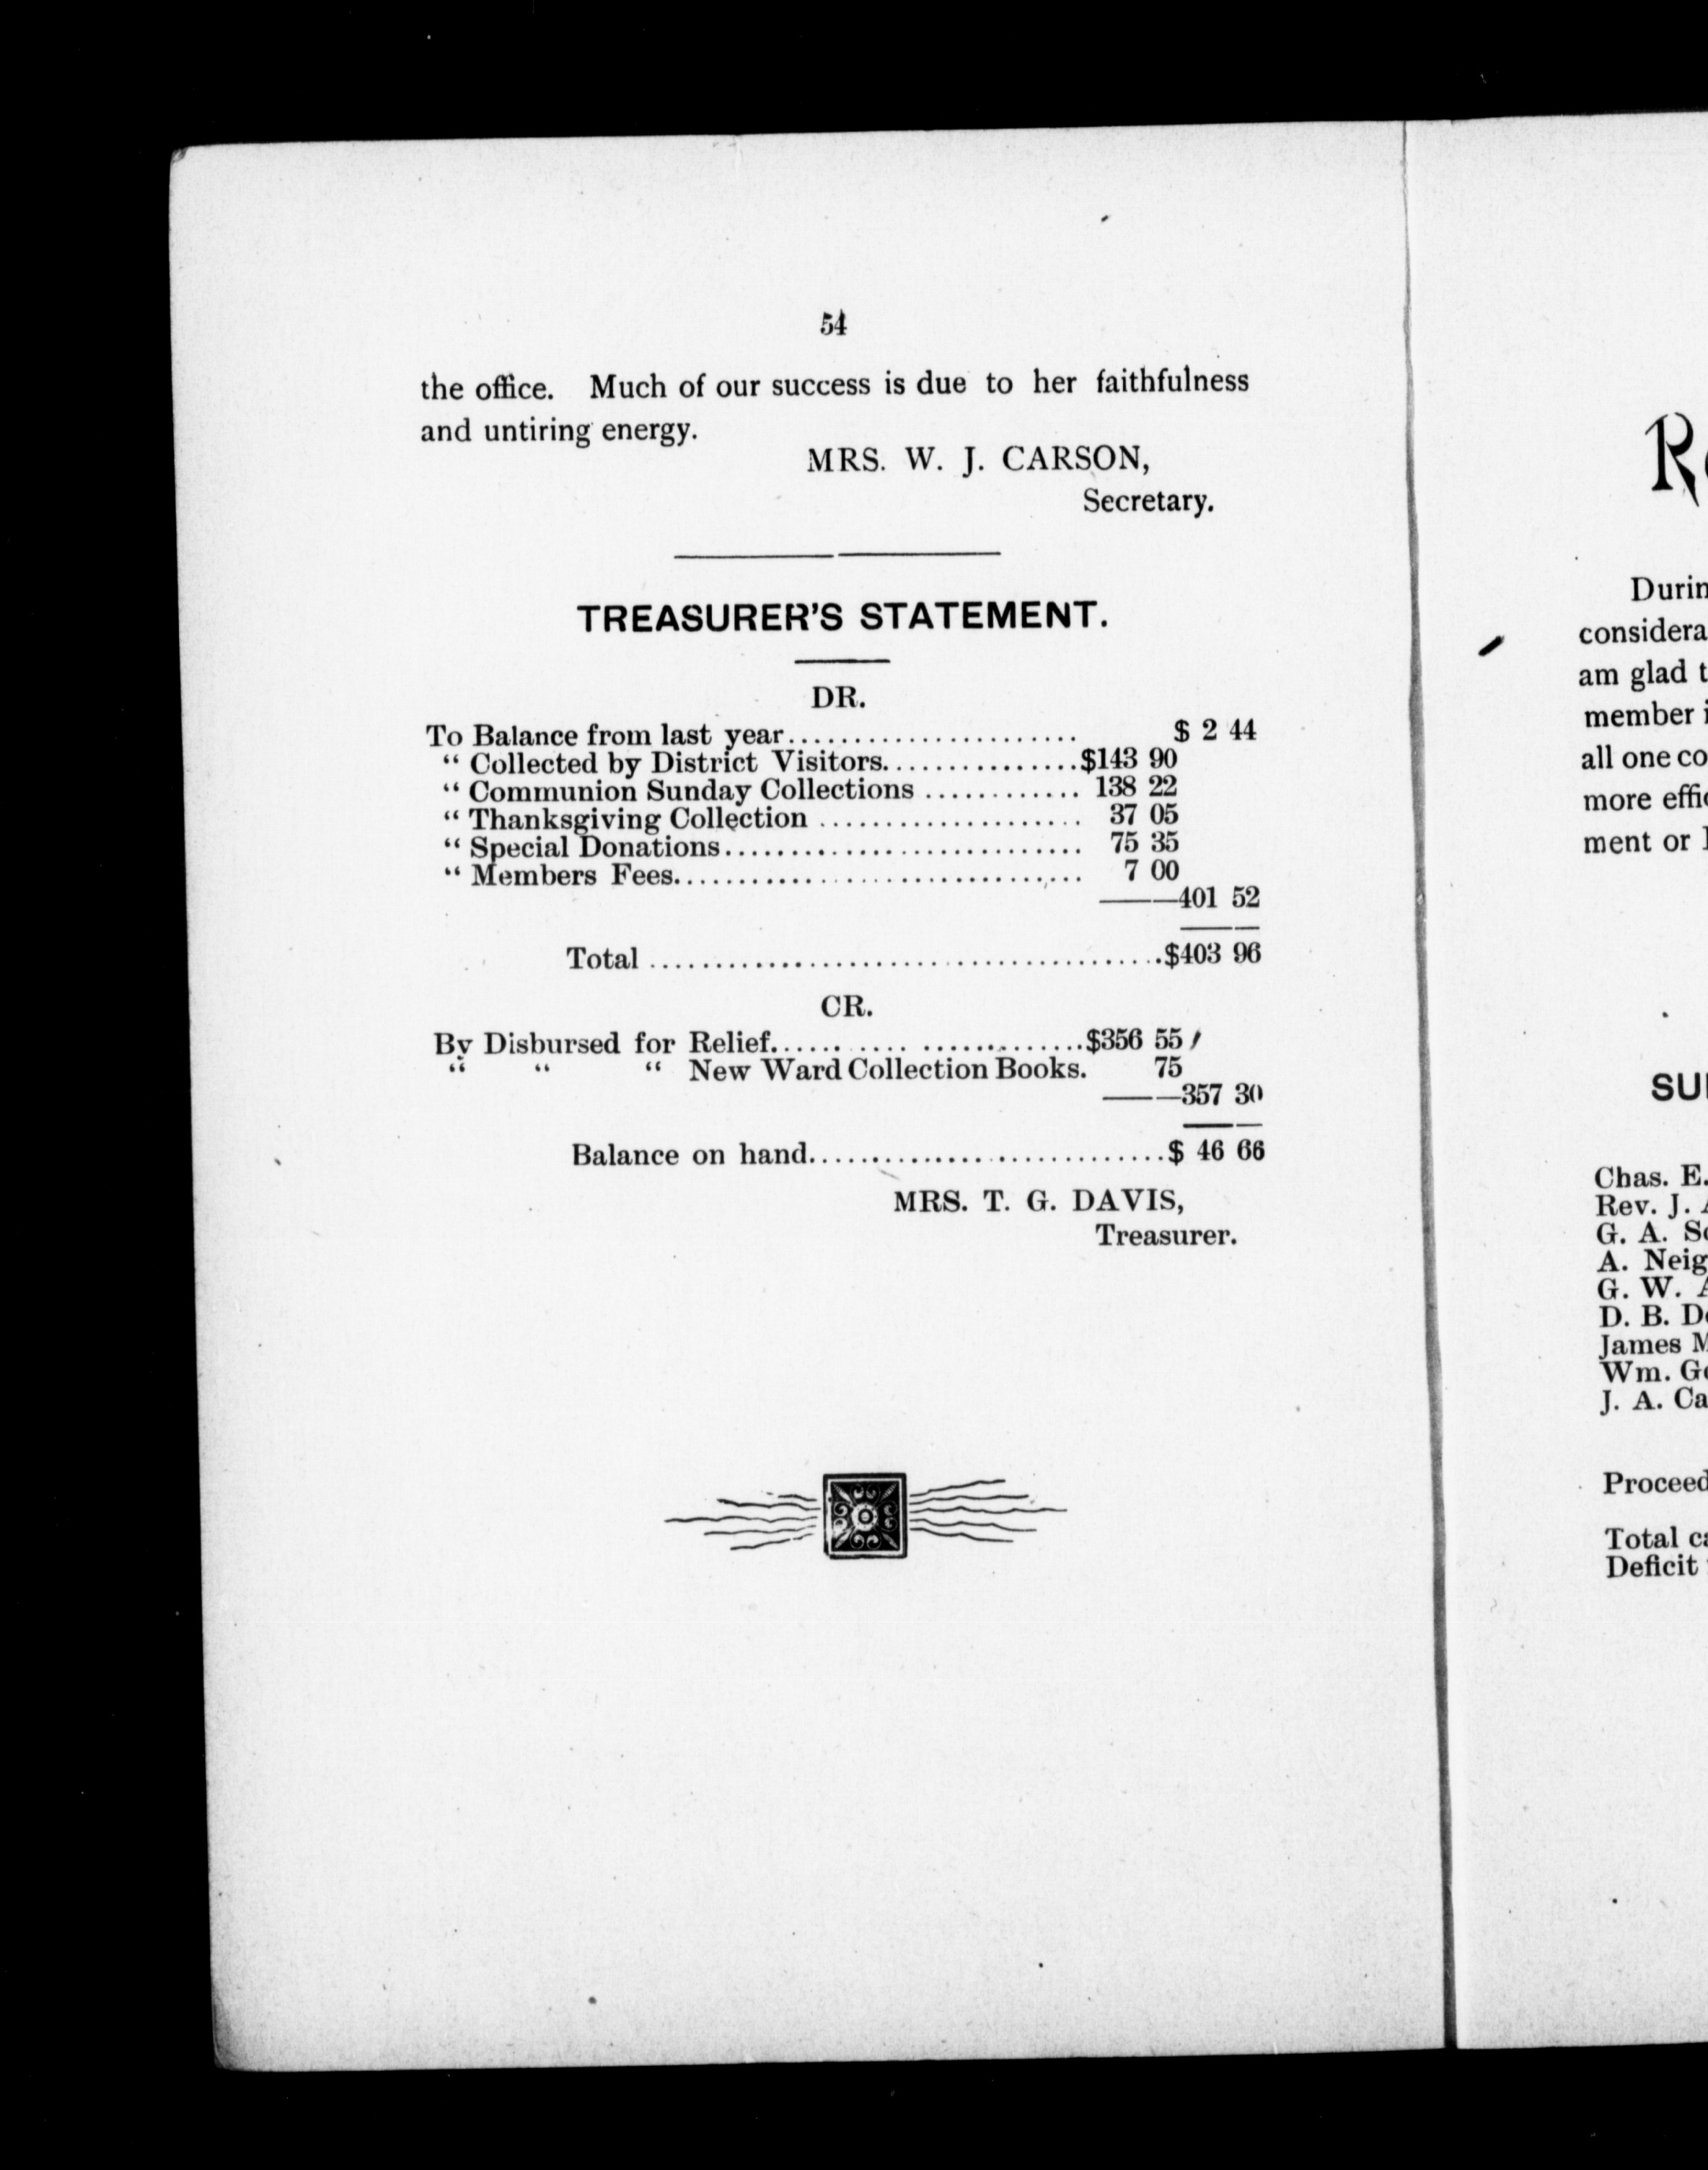 54
the office. Much of our success is due to her faithfulness
and untiring energy.
MRS. W. J. CARSON,
Secretary.
TREASURER'S STATEMENT.
DR.
To Balance from last year...................... $ 2 44
“ Collected by District Visitors...............$143 90
“ Communion Sunday Collections ............ 138 22
“ Thanksgiving Collection .................... 37 05
“ Special Donations........................... 75 35
“ Members Fees............................... 7 00
———401 52
Total .......................................$403 96
CR.
By Disbursed for Relief...... .... .............$356 55
“ “ “ New Ward Collection Books. 75
———357 30
Balance on hand...........................$ 46 66
MRS. T. G. DAVIS,
Treasurer.
considera
am glad t
member i
all one co
more effic
ment or
Chas. E.
Rev. J.
G. A.
A. Neig
G. W.
D. B.
James
Wm.
J. A. Ca
Proceed
Total ca
Deficit